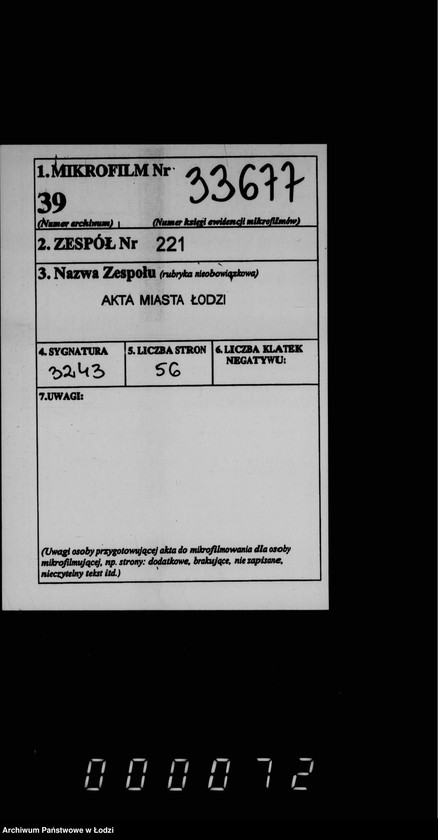 1.MIKROFILM Nr 33677
39
(Numer archiwum) (Numer księgi ewidencji mikrofilmów)
2. ZESPÓŁ Nr 221
3. Nazwa Zespołu (rubryka nieobowiązkowa)
AKTA MIASTA ŁODZI
4. SYGNATURA 5. LICZBA STRON 6. LICZBA KLATEK
NEGATYWU:
3243 56
7.UWAGI:
(Uwagi osoby przygotowującej akta do mikrofilmowania dla osoby
mikrofilmującej, np. strony: dodatkowe, brakujące, nie zapisane,
nieczytelny tekst itd.)
000072
Archiwum Państwowe w Łodzi